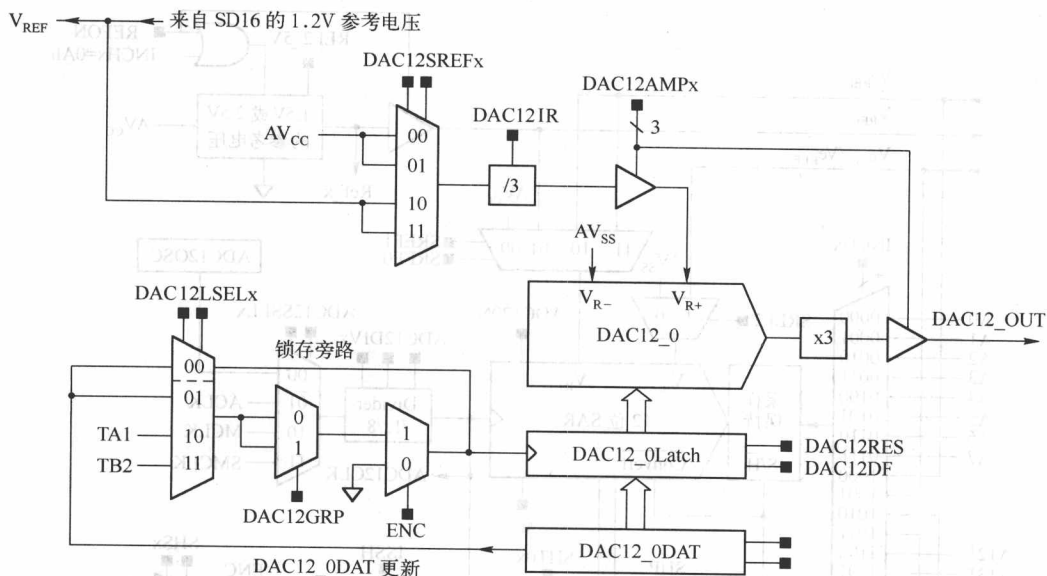 V_REF 来自 SD16 的 1.2V 参考电压
DAC12SREFx
DAC12AMPx
DAC12IR
3
AV_CC
00
01
/3
10
11
AV_SS
DAC12LSELx
V_R−
V_R+
锁存旁路
DAC12_0
x3
DAC12_OUT
00
01
0
1
1
0
TA1
10
TB2
11
DAC12_0Latch
DAC12RES
DAC12DF
DAC12GRP
ENC
DAC12_0DAT
DAC12_0DAT 更新